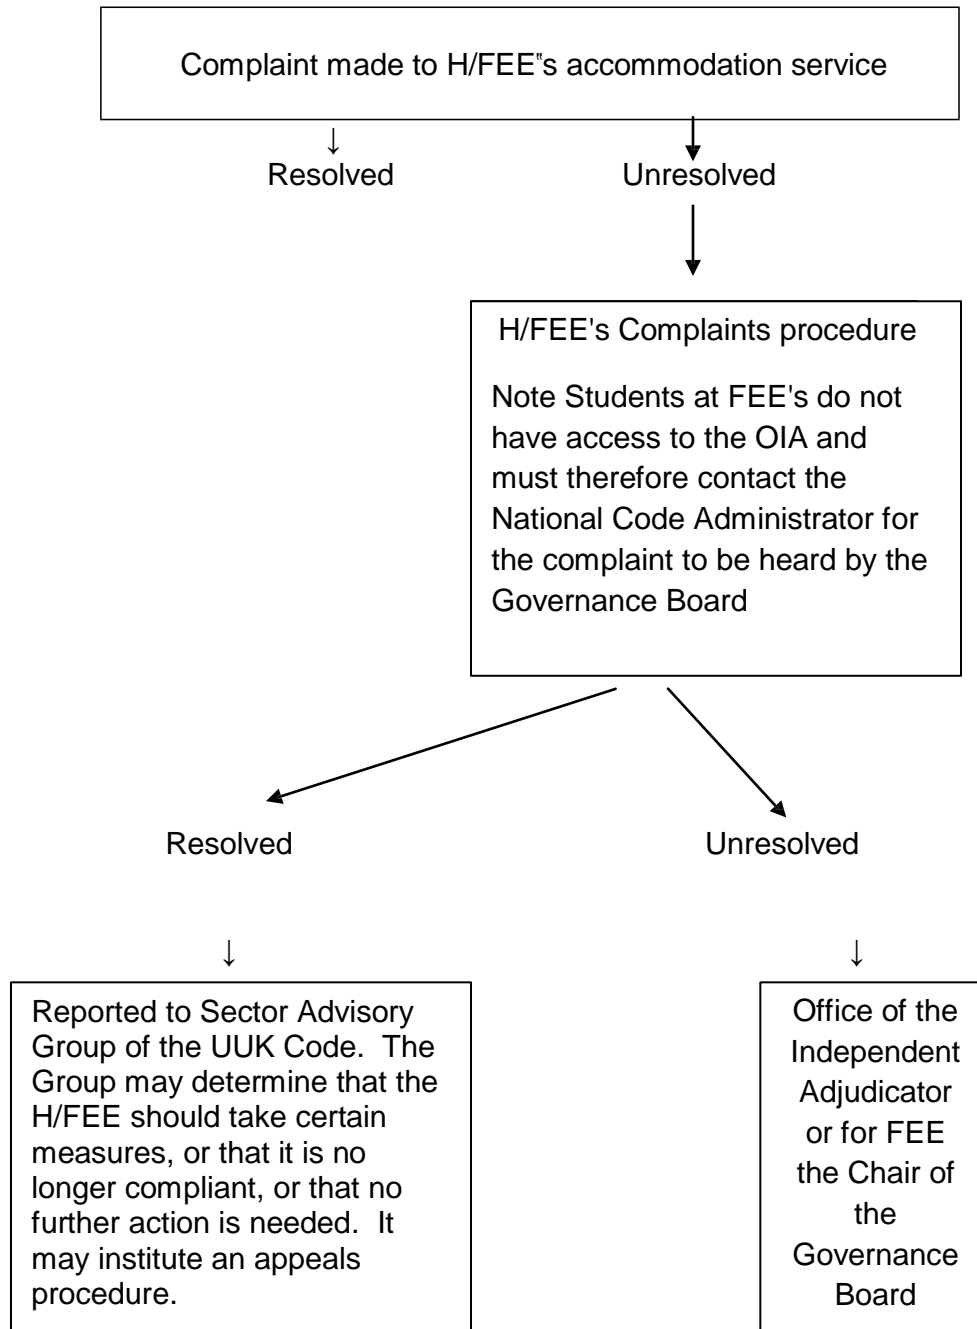 Complaint made to H/FEE‟s accommodation service
↓
Resolved Unresolved
H/FEE's Complaints procedure
Note Students at FEE's do not
have access to the OIA and
must therefore contact the
National Code Administrator for
the complaint to be heard by the
Governance Board
Resolved Unresolved
↓ ↓
Reported to Sector Advisory
Group of the UUK Code. The
Group may determine that the
H/FEE should take certain
measures, or that it is no
longer compliant, or that no
further action is needed. It
may institute an appeals
procedure.
Office of the
Independent
Adjudicator
or for FEE
the Chair of
the
Governance
Board